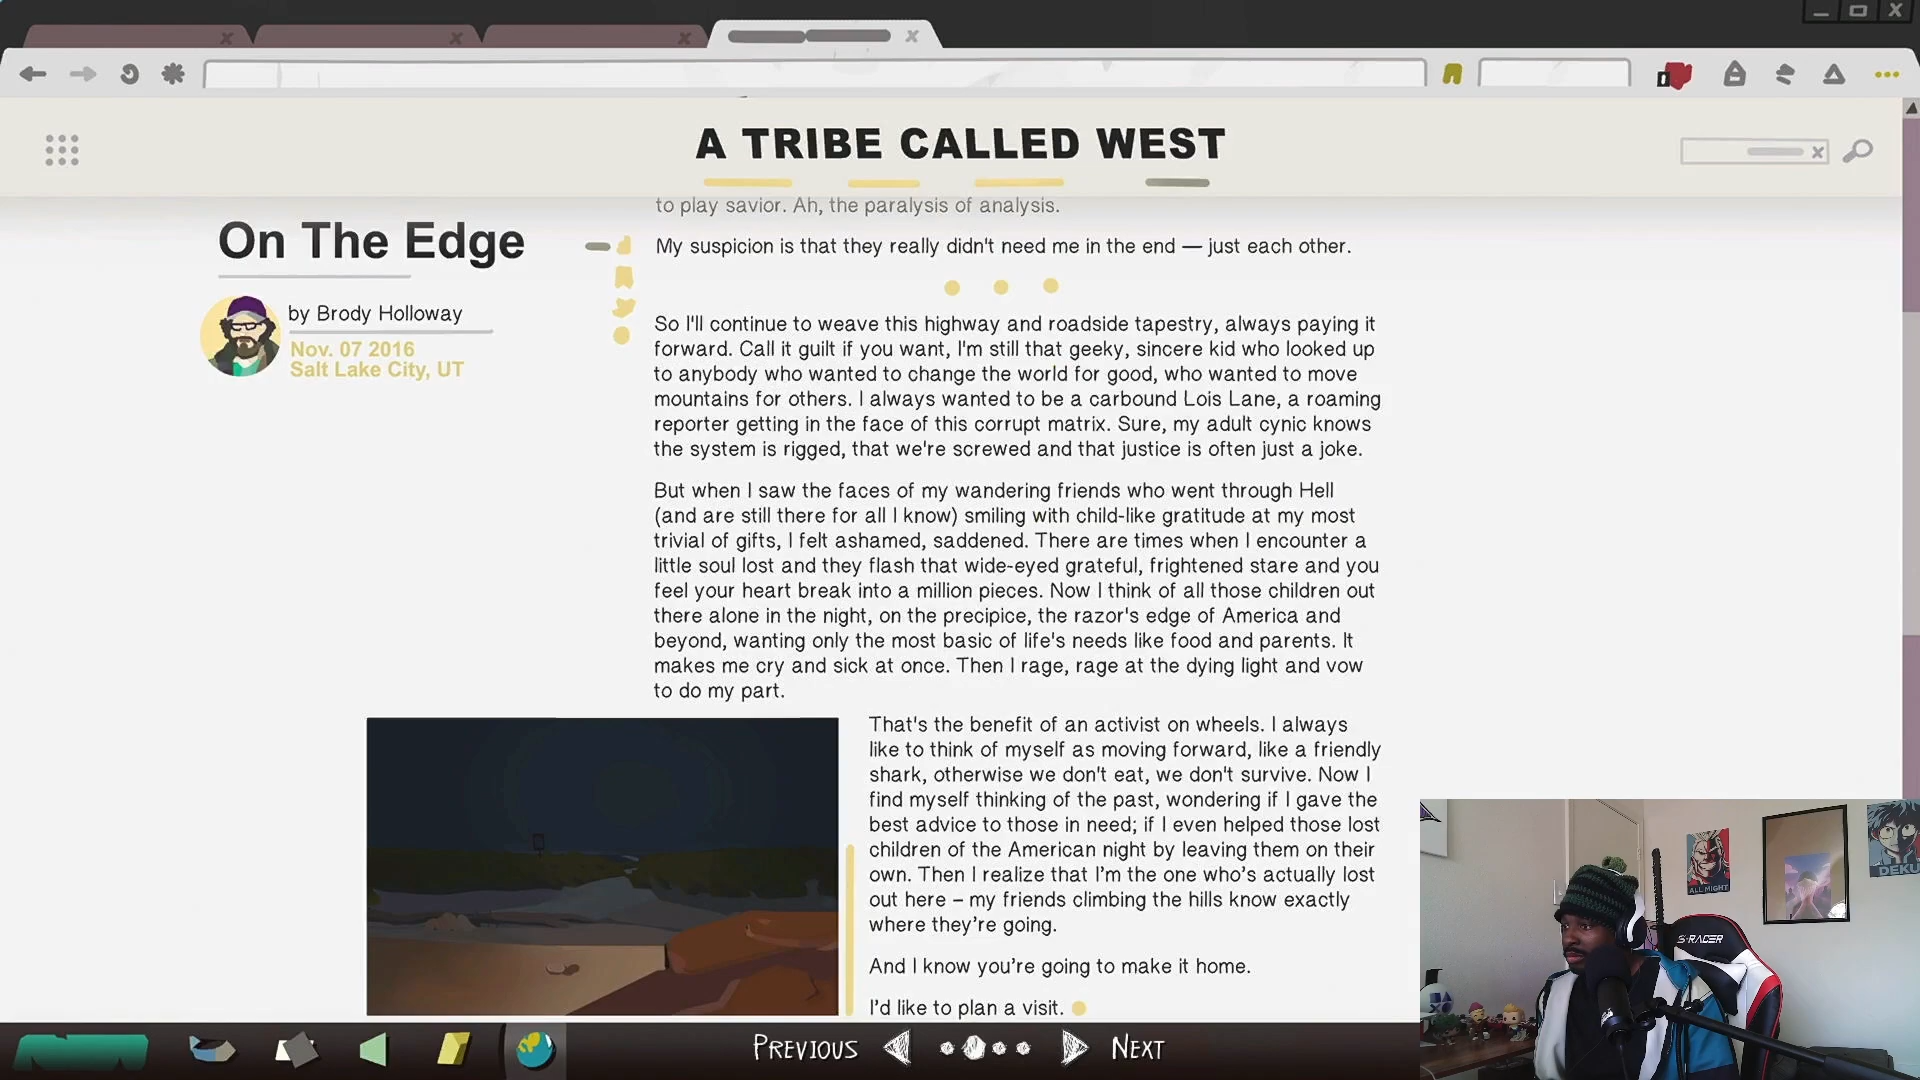 A TRIBE CALLED WEST
to play savior. Ah, the paralysis of analysis.
On The Edge
My suspicion is that they really didn't need me in the end — just each other.
by Brody Holloway
Nov. 07 2016
Salt Lake City, UT
So I'll continue to weave this highway and roadside tapestry, always paying it
forward. Call it guilt if you want, I'm still that geeky, sincere kid who looked up
to anybody who wanted to change the world for good, who wanted to move
mountains for others. I always wanted to be a carbound Lois Lane, a roaming
reporter getting in the face of this corrupt matrix. Sure, my adult cynic knows
the system is rigged, that we're screwed and that justice is often just a joke.
But when I saw the faces of my wandering friends who went through Hell
(and are still there for all I know) smiling with child-like gratitude at my most
trivial of gifts, I felt ashamed, saddened. There are times when I encounter a
little soul lost and they flash that wide-eyed grateful, frightened stare and you
feel your heart break into a million pieces. Now I think of all those children out
there alone in the night, on the precipice, the razor's edge of America and
beyond, wanting only the most basic of life's needs like food and parents. It
makes me cry and sick at once. Then I rage, rage at the dying light and vow
to do my part.
That's the benefit of an activist on wheels. I always
like to think of myself as moving forward, like a friendly
shark, otherwise we don't eat, we don't survive. Now I
find myself thinking of the past, wondering if I gave the
best advice to those in need; if I even helped those lost
children of the American night by leaving them on their
own. Then I realize that I’m the one who’s actually lost
out here – my friends climbing the hills know exactly
where they’re going.
And I know you’re going to make it home.
I’d like to plan a visit.
PREVIOUS
NEXT
ALL MIGHT
DEKU
S-RACER